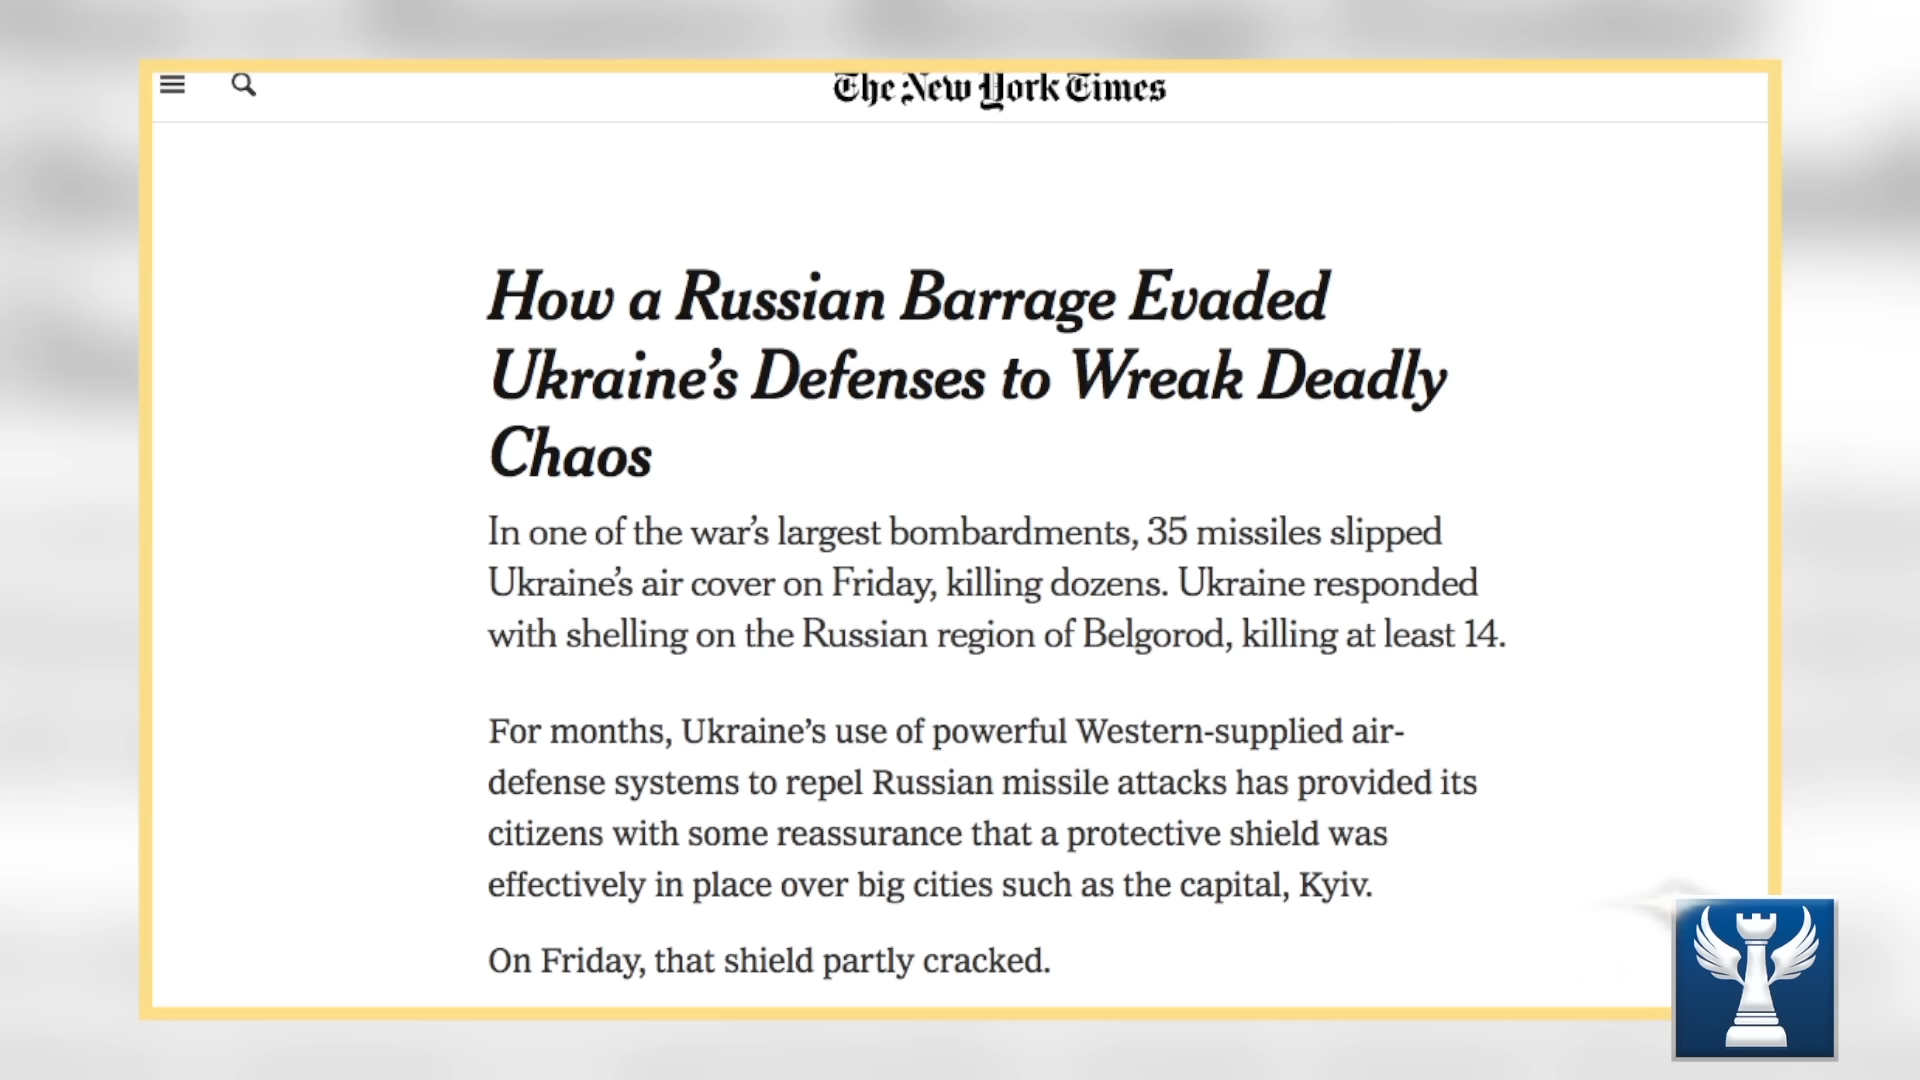 The New York Times
How a Russian Barrage Evaded
Ukraine’s Defenses to Wreak Deadly
Chaos
In one of the war’s largest bombardments, 35 missiles slipped
Ukraine’s air cover on Friday, killing dozens. Ukraine responded
with shelling on the Russian region of Belgorod, killing at least 14.
For months, Ukraine’s use of powerful Western-supplied air-
defense systems to repel Russian missile attacks has provided its
citizens with some reassurance that a protective shield was
effectively in place over big cities such as the capital, Kyiv.
On Friday, that shield partly cracked.